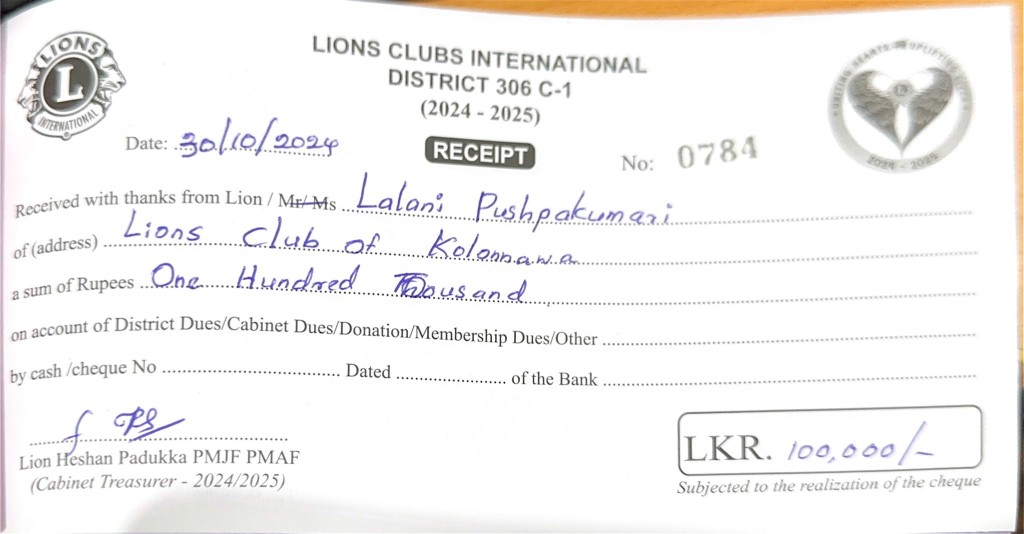 LIONS
L
INTERNATIONAL
LIONS CLUBS INTERNATIONAL
DISTRICT 306 C-1
(2024 - 2025)
Date: 30/10/2024
RECEIPT
No: 0784
2024 - 2025
Received with thanks from Lion / Mr/ Ms Lalani Pushpakumari
of (address) Lions Club of Kolonnawa
a sum of Rupees One Hundred Thousand
on account of District Dues/Cabinet Dues/Donation/Membership Dues/Other
by cash /cheque No Dated of the Bank
Lion Heshan Padukka PMJF PMAF
(Cabinet Treasurer - 2024/2025)
LKR. 100,000/-
Subjected to the realization of the cheque